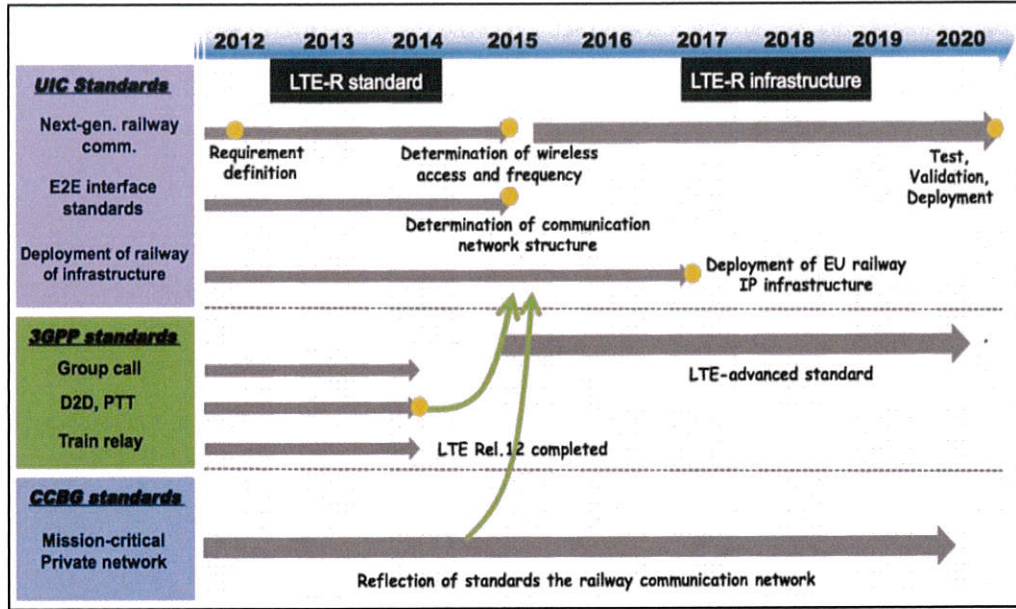 2012 2013 2014 2015 2016 2017 2018 2019 2020
LTE-R standard
LTE-R infrastructure
UIC Standards
Next-gen. railway
comm.
Requirement
definition
Determination of wireless
access and frequency
Test,
Validation,
Deployment
E2E interface
standards
Determination of communication
network structure
Deployment of railway
of infrastructure
Deployment of EU railway
IP infrastructure
3GPP standards
Group call
LTE-advanced standard
D2D, PTT
Train relay
LTE Rel.12 completed
CCBG standards
Mission-critical
Private network
Reflection of standards the railway communication network